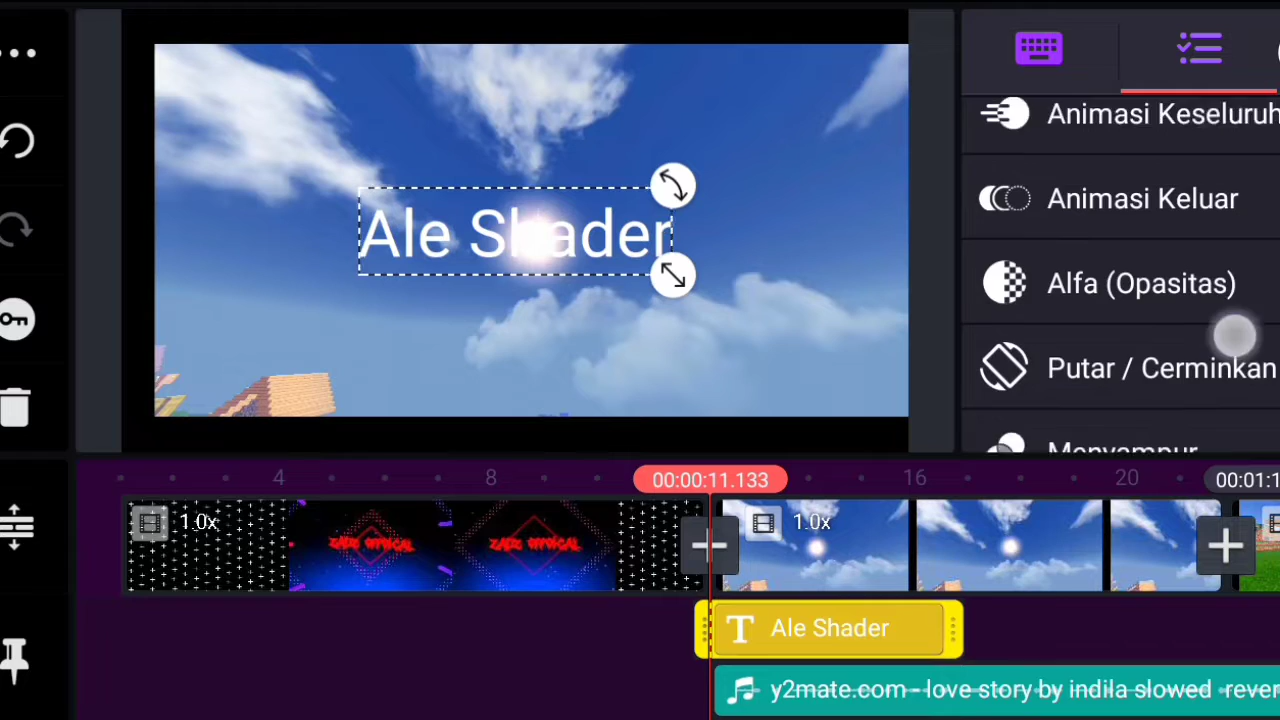 Animasi Keseluruh
Animasi Keluar
Alfa (Opasitas)
Putar / Cerminkan
Ale Shader
4
8
00:00:11.133
16
20
00:01:1
1.0x
1.0x
Ale Shader
y2mate.com - love story by indila slowed rever